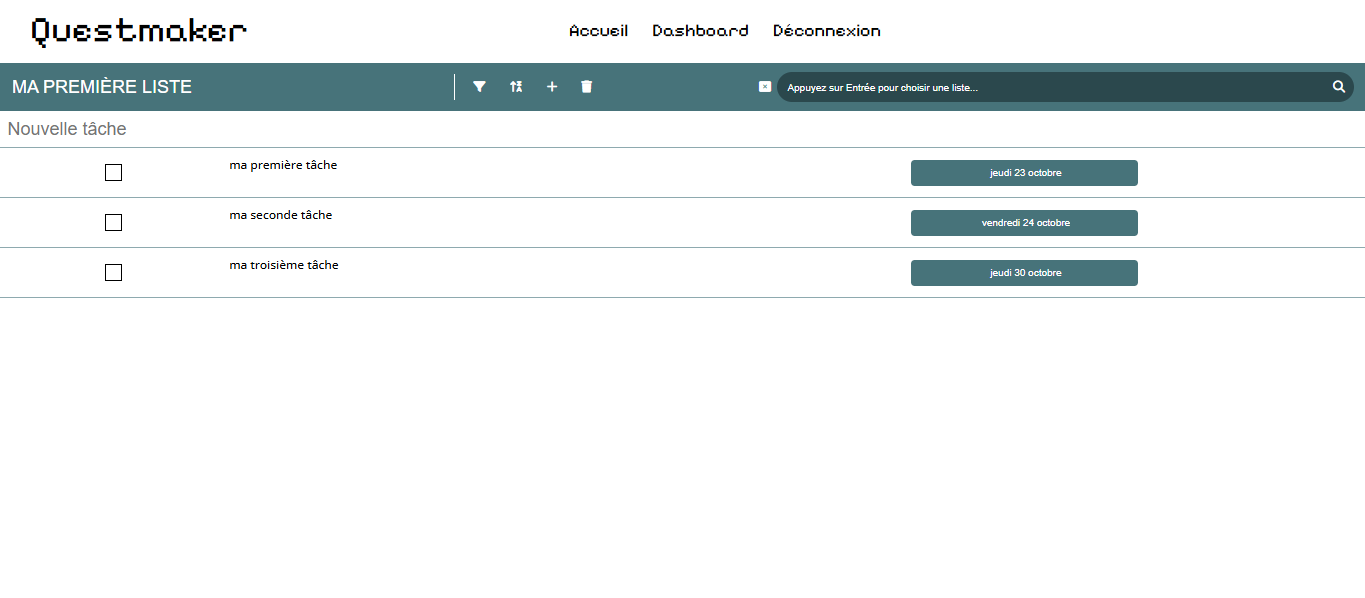 Questmaker
Accueil Dashboard Déconnexion
MA PREMIÈRE LISTE
Appuyez sur Entrée pour choisir une liste...
Nouvelle tâche
ma première tâche jeudi 23 octobre
ma seconde tâche vendredi 24 octobre
ma troisième tâche jeudi 30 octobre